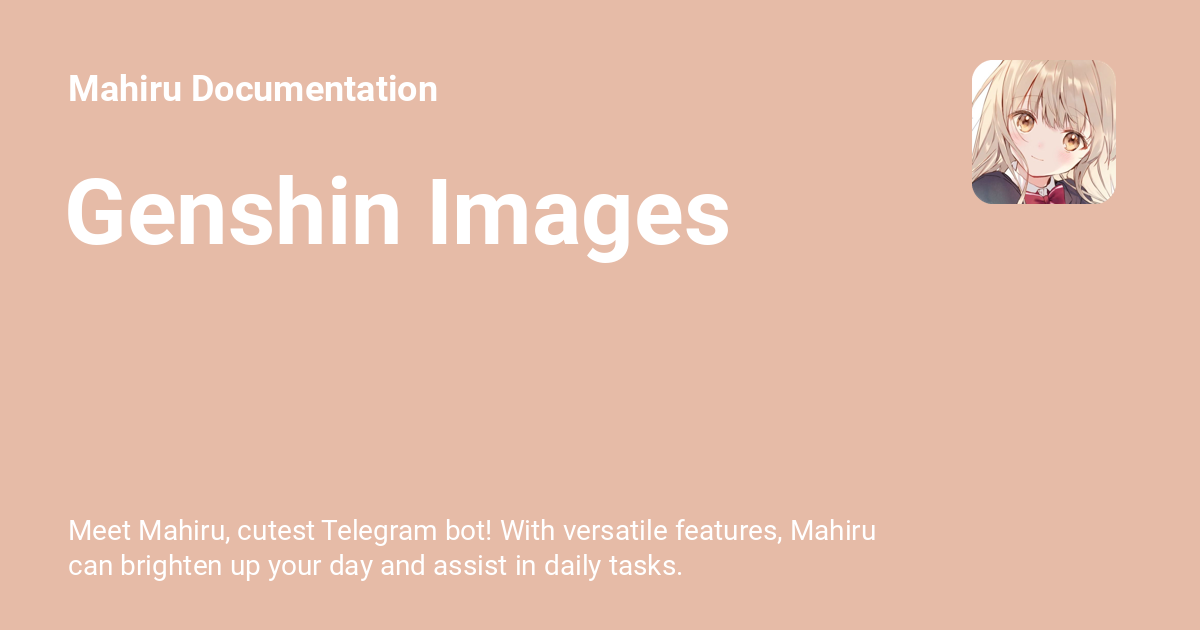 Mahiru Documentation
Genshin Images
Meet Mahiru, cutest Telegram bot! With versatile features, Mahiru
can brighten up your day and assist in daily tasks.